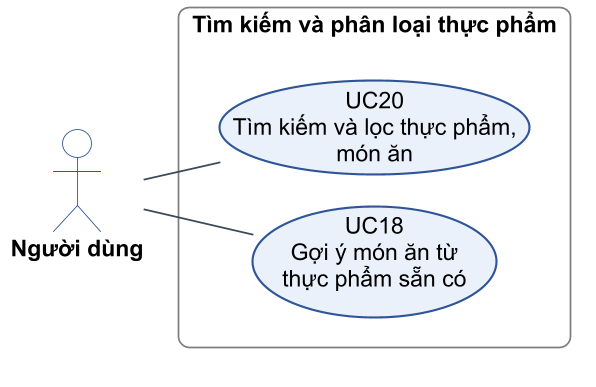 Tìm kiếm và phân loại thực phẩm
UC20
Tìm kiếm và lọc thực phẩm,
món ăn
UC18
Gợi ý món ăn từ
thực phẩm sẵn có
Người dùng